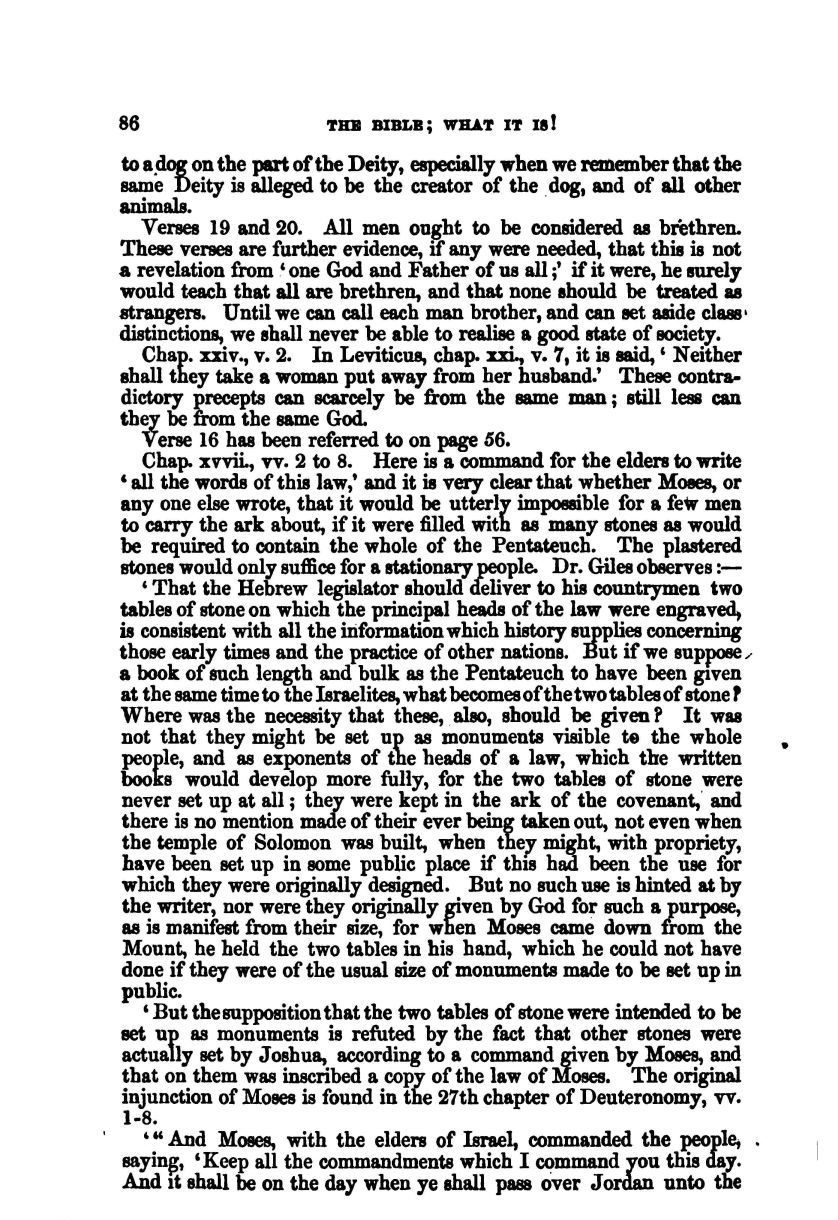 86 THE BIBLE; WHAT IT IS!
to a dog on the part of the Deity, especially when we remember that the
same Deity is alleged to be the creator of the dog, and of all other
animals.
Verses 19 and 20. All men ought to be considered as brethren.
These verses are further evidence, if any were needed, that this is not
a revelation from ‘one God and Father of us all;’ if it were, he surely
would teach that all are brethren, and that none should be treated as
strangers. Until we can call each man brother, and can set aside class
distinctions, we shall never be able to realise a good state of society.
Chap. xxiv., v. 2. In Leviticus, chap. xxi., v. 7, it is said, ‘Neither
shall they take a woman put away from her husband.’ These contra-
dictory precepts can scarcely be from the same man; still less can
they be from the same God.
Verse 16 has been referred to on page 56.
Chap. xvvii., vv. 2 to 8. Here is a command for the elders to write
‘all the words of this law,’ and it is very clear that whether Moses, or
any one else wrote, that it would be utterly impossible for a few men
to carry the ark about, if it were filled with as many stones as would
be required to contain the whole of the Pentateuch. The plastered
stones would only suffice for a stationary people. Dr. Giles observes:—
‘That the Hebrew legislator should deliver to his countrymen two
tables of stone on which the principal heads of the law were engraved,
is consistent with all the information which history supplies concerning
those early times and the practice of other nations. But if we suppose
a book of such length and bulk as the Pentateuch to have been given
at the same time to the Israelites, what becomes of the two tables of stone?
Where was the necessity that these, also, should be given? It was
not that they might be set up as monuments visible to the whole
people, and as exponents of the heads of a law, which the written
books would develop more fully, for the two tables of stone were
never set up at all; they were kept in the ark of the covenant, and
there is no mention made of their ever being taken out, not even when
the temple of Solomon was built, when they might, with propriety,
have been set up in some public place if this had been the use for
which they were originally designed. But no such use is hinted at by
the writer, nor were they originally given by God for such a purpose,
as is manifest from their size, for when Moses came down from the
Mount, he held the two tables in his hand, which he could not have
done if they were of the usual size of monuments made to be set up in
public.
‘But the supposition that the two tables of stone were intended to be
set up as monuments is refuted by the fact that other stones were
actually set by Joshua, according to a command given by Moses, and
that on them was inscribed a copy of the law of Moses. The original
injunction of Moses is found in the 27th chapter of Deuteronomy, vv.
1-8.
‘“And Moses, with the elders of Israel, commanded the people,
saying, ‘Keep all the commandments which I command you this day.
And it shall be on the day when ye shall pass over Jordan unto the